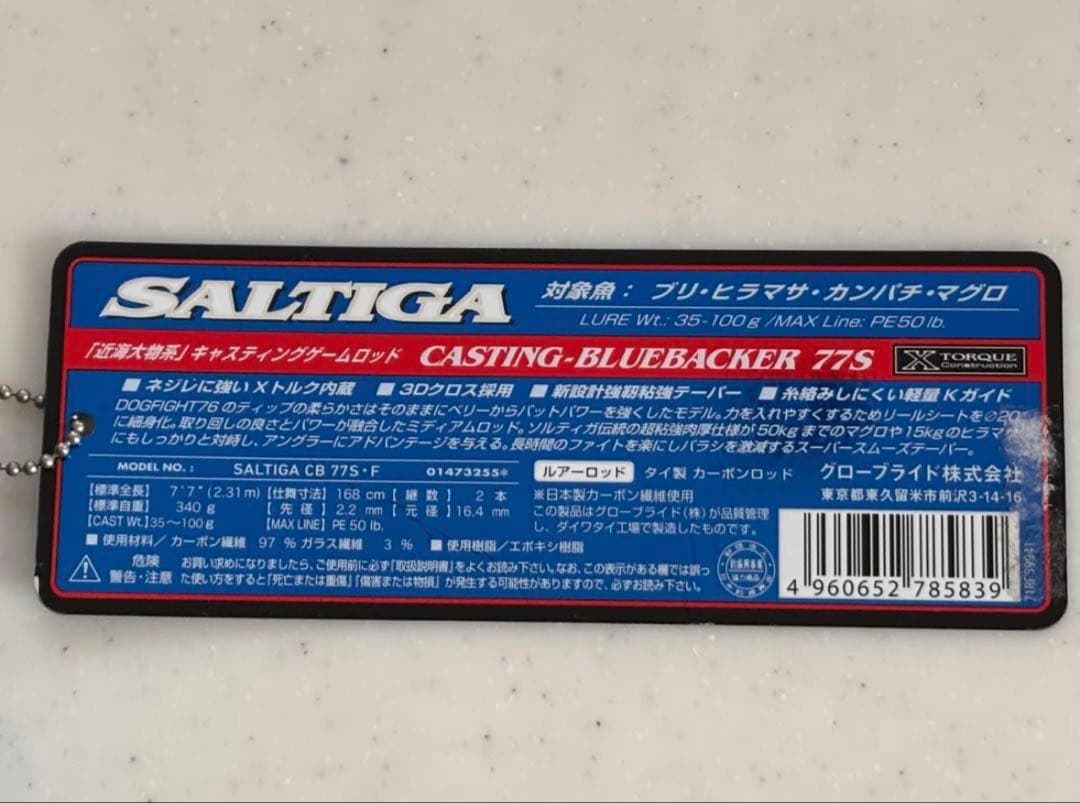 SALTIGA
対象魚：ブリ・ヒラマサ・カンパチ・マグロ
LURE Wt.: 35-100g /MAX Line: PE50 lb.
「近海大物系」キャスティングゲームロッド CASTING-BLUEBACKER 77S X TORQUE Construction
■ ネジレに強いXトルク内蔵 ■ 3Dクロス採用 ■ 新設計強靭粘強テーパー ■ 糸絡みしにくい軽量Kガイド
DOGFIGHT76のティップの柔らかさはそのままにベリーからバットパワーを強くしたモデル。力を入れやすくするためリールシートを∅20
に細身化。取り回しの良さとパワーが融合したミディアムロッド。ソルティガ伝統の超粘強肉厚仕様が50kgまでのマグロや15kgのヒラマサ
にもしっかりと対峙し、アングラーにアドバンテージを与える。長時間のファイトを楽にしバラシを激減するスーパースムーズテーパー。
MODEL NO.： SALTIGA CB 77S・F 01473255*
【標準全長】 7'7"(2.31m)【仕舞寸法】168cm【継数】2本
【標準自重】 340g 【先径】2.2mm【元径】16.4mm
【CAST Wt.】35～100g 【MAX LINE】PE 50 lb.
■ 使用材料／カーボン繊維 97 % ガラス繊維 3 % ■ 使用樹脂／エポキシ樹脂
危険
警告・注意
お買い求めになりましたら、ご使用前に必ず「取扱説明書」をよくお読み下さい。なお、この表示がある欄では誤っ
た使い方をすると「死亡または重傷」「傷害または物損」が発生する可能性がありますので、必ずお読み下さい。
ルアーロッド タイ製 カーボンロッド
※日本製カーボン繊維使用
この製品はグローブライド（株）が品質管理
し、ダイワタイ工場で製造したものです。
グローブライド株式会社
東京都東久留米市前沢3-14-16
4 960652 785839